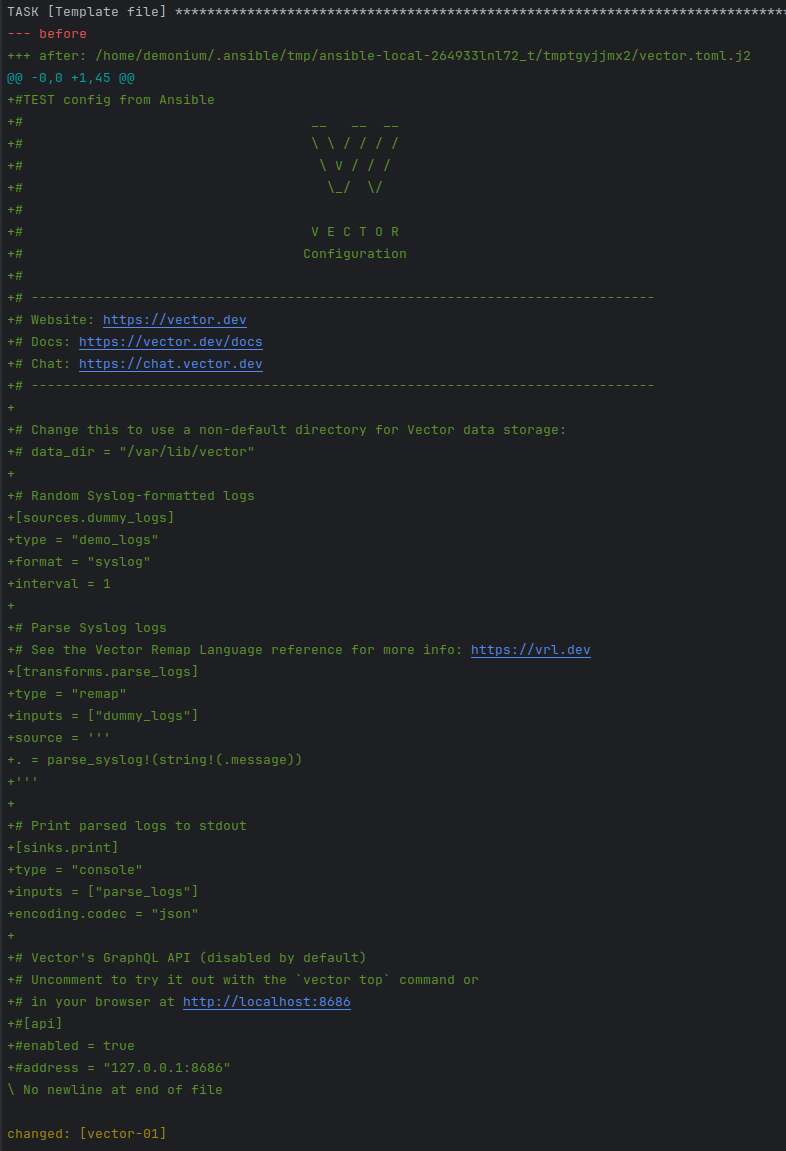 TASK [Template file] ******************************************************************************
--- before
+++ after: /home/demonium/.ansible/tmp/ansible-local-264933lnl72_t/tmptgyjjmx2/vector.toml.j2
@@ -0,0 +1,45 @@
+#TEST config from Ansible
+#                                    __   __  __
+#                                    \ \ / / / /
+#                                     \ V / / /
+#                                      \_/  \/
+#
+#                                    V E C T O R
+#                                   Configuration
+#
+# ------------------------------------------------------------------------------
+# Website: https://vector.dev
+# Docs: https://vector.dev/docs
+# Chat: https://chat.vector.dev
+# ------------------------------------------------------------------------------
+
+# Change this to use a non-default directory for Vector data storage:
+# data_dir = "/var/lib/vector"
+
+# Random Syslog-formatted logs
+[sources.dummy_logs]
+type = "demo_logs"
+format = "syslog"
+interval = 1
+
+# Parse Syslog logs
+# See the Vector Remap Language reference for more info: https://vrl.dev
+[transforms.parse_logs]
+type = "remap"
+inputs = ["dummy_logs"]
+source = '''
+. = parse_syslog!(string!(.message))
+'''
+
+# Print parsed logs to stdout
+[sinks.print]
+type = "console"
+inputs = ["parse_logs"]
+encoding.codec = "json"
+
+# Vector's GraphQL API (disabled by default)
+# Uncomment to try it out with the `vector top` command or
+# in your browser at http://localhost:8686
+#[api]
+#enabled = true
+#address = "127.0.0.1:8686"
\ No newline at end of file

changed: [vector-01]